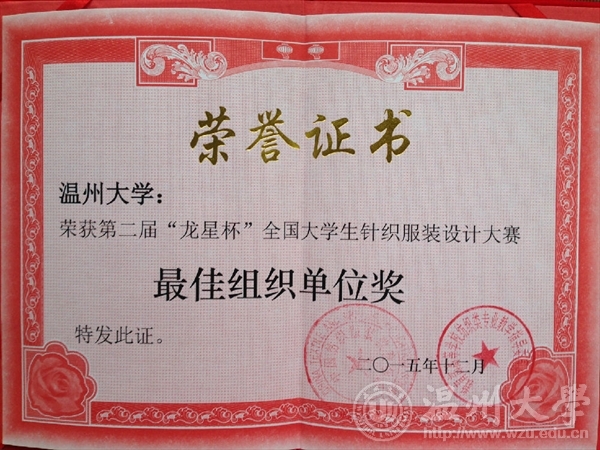 荣誉证书
温州大学：
荣获第二届“龙星杯”全国大学生针织服装设计大赛
最佳组织单位奖
特发此证。
二〇一五年十二月
温州大学
http://www.wzu.edu.cn